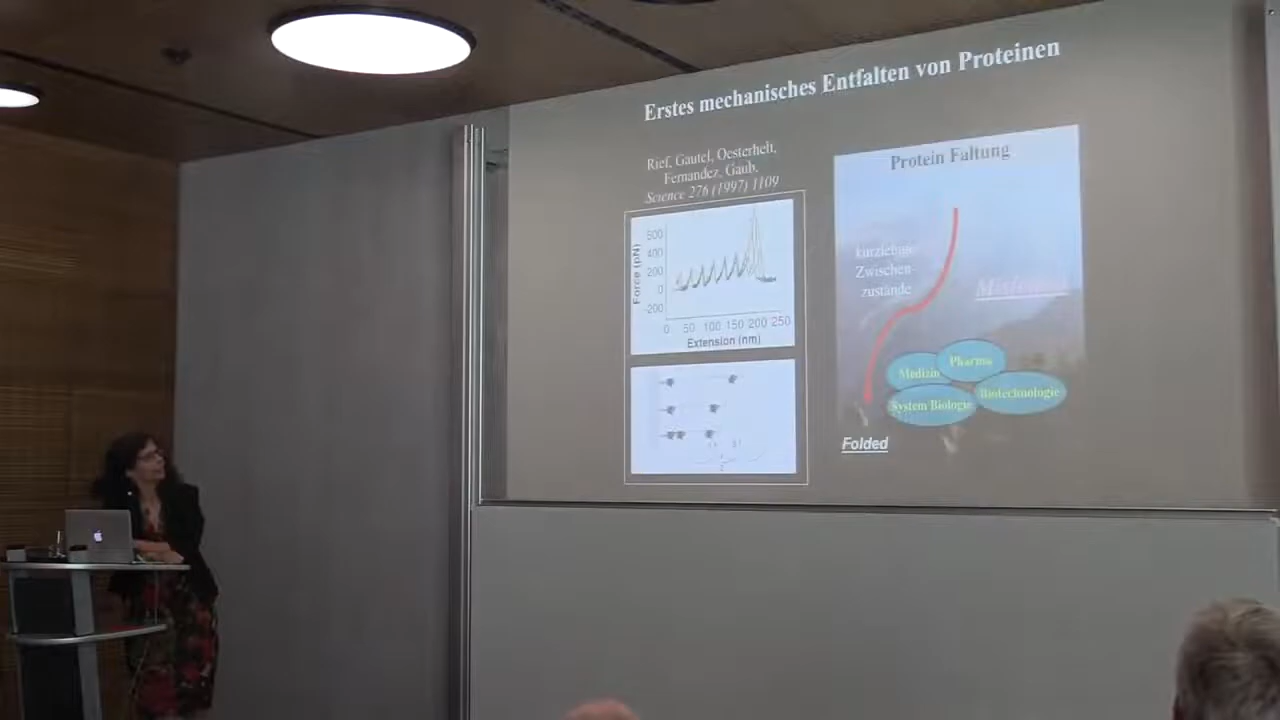 Erstes mechanisches Entfalten von Proteinen
Rief, Gautel, Oesterhelt,
Fernandez, Gaub,
Science 276 (1997) 1109
Force (pN)
600
400
200
0
-200
0 50 100 150 200 250
Extension (nm)
Protein Faltung
kurzlebige
Zwischen-
zustände
Medizin
Pharma
System Biologie
Biotechnologie
Folded